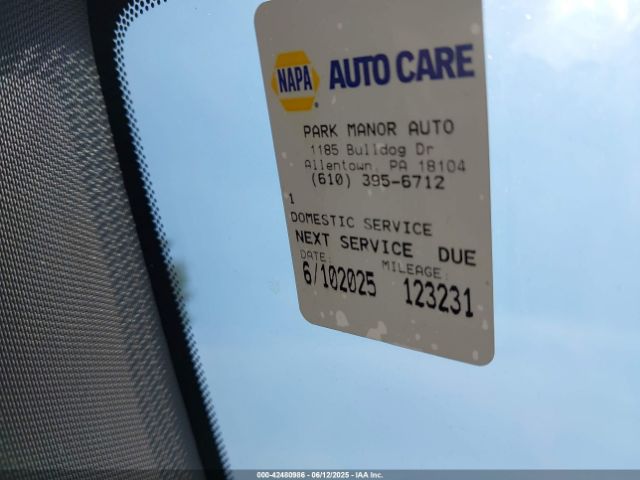 NAPA AUTO CARE
PARK MANOR AUTO
1185 Bulldog Dr
Allentown, PA 18104
(610) 395-6712
1
DOMESTIC SERVICE
NEXT SERVICE DUE
DATE: MILEAGE:
6/102025 123231
000-42480986 - 06/12/2025 - IAA Inc.